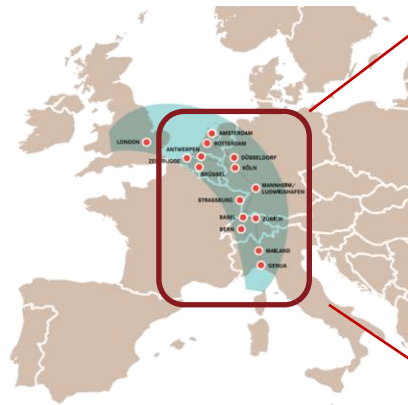 AMSTERDAM
ROTTERDAM
LONDON
ANTWERPEN
ZEEBRUGGE
DÜSSELDORF
KÖLN
BRÜSSEL
MANNHEIM/
LUDWIGSHAFEN
STRASSBURG
BASEL
ZÜRICH
BERN
MAILAND
GENUA